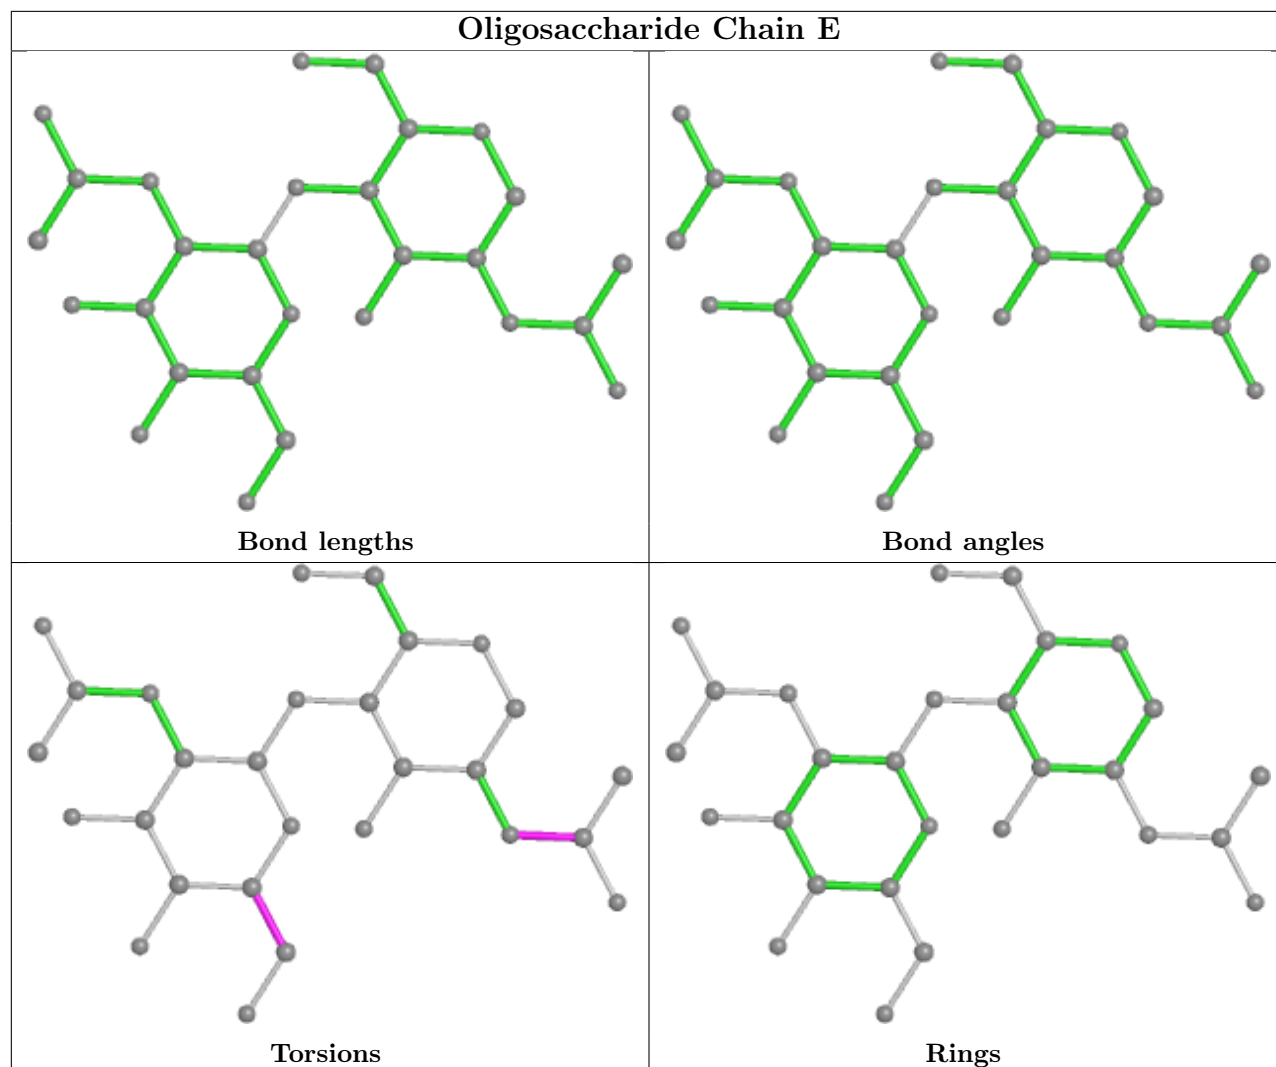 Oligosaccharide Chain E
Bond lengths
Bond angles
Torsions
Rings